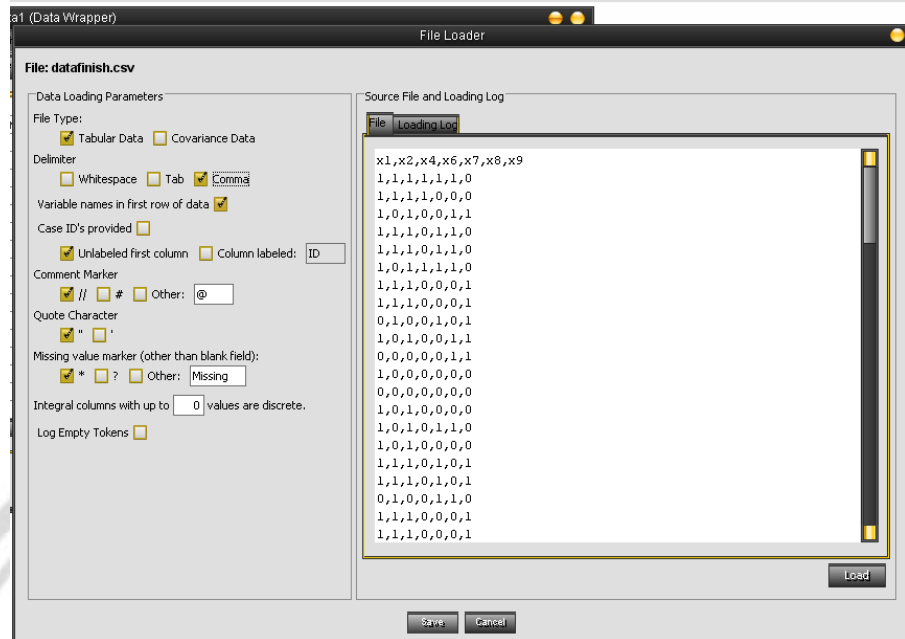 ta1 (Data Wrapper)
File Loader
File: datafinish.csv
Data Loading Parameters
File Type:
Tabular Data Covariance Data
Delimiter
Whitespace Tab Comma
Variable names in first row of data
Case ID's provided
Unlabeled first column Column labeled: ID
Comment Marker
// # Other: @
Quote Character
" '
Missing value marker (other than blank field):
* ? Other: Missing
Integral columns with up to 0 values are discrete.
Log Empty Tokens
Source File and Loading Log
File Loading Log
x1,x2,x4,x6,x7,x8,x9
1,1,1,1,1,1,0
1,1,1,1,0,0,0
1,0,1,0,0,1,1
1,1,1,0,1,1,0
1,1,1,0,1,1,0
1,0,1,1,1,1,0
1,1,1,0,0,0,1
1,1,1,0,0,0,1
0,1,0,0,1,0,1
1,0,1,0,0,0,1
0,0,0,0,0,1,1
1,0,0,0,0,0,0
0,0,0,0,0,0,0
1,0,1,0,0,0,0
1,0,1,0,1,1,0
1,0,1,0,0,0,0
1,1,1,0,1,0,1
1,1,1,0,1,0,1
0,1,0,0,1,1,0
1,1,1,0,0,0,1
1,1,1,0,0,0,1
Load
Save Cancel